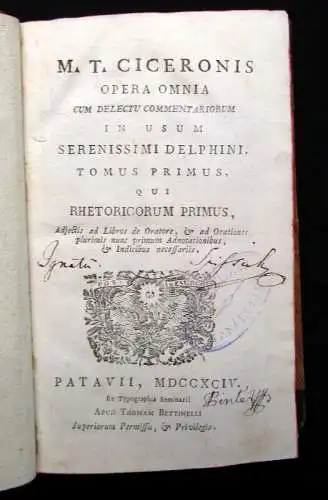 M. T. CICERONIS
OPERA OMNIA
CUM DELECTU COMMENTARIORUM
IN USUM
SERENISSIMI DELPHINI.
TOMUS PRIMUS,
QUI
RHETORICORUM PRIMUS,
Adjectis ad Libros de Oratore, & ad Orationes
plurimis nunc primum Adnotationibus,
& Indicibus necessariis.
PATAVII, MDCCXCIV.
Ex Typographia Seminarii
APUD THOMAM BETTINELLI
Superiorum Permissu, & Privilegio.